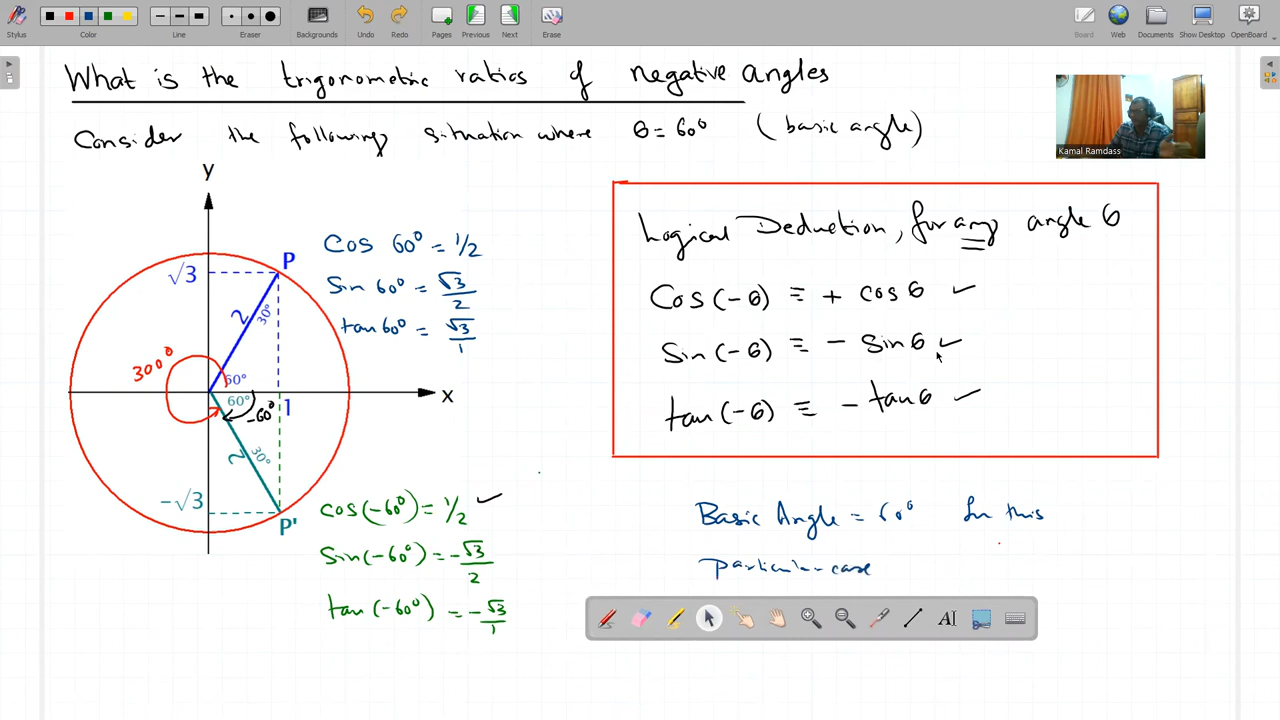 Stylus
Color
Line
Eraser
Backgrounds
Undo
Redo
Pages
Previous
Next
Erase
Board
Web
Documents
Show Desktop
OpenBoard
What is the trigonometric ratios of negative angles
Consider the following situation where θ = 60° (basic angle)
Kamal Ramdass
y
√3
P
2
30°
300°
60°
60°
-60°
1
x
2
30°
-√3
P'
Cos 60° = 1/2
Sin 60° = √3/2
tan 60° = √3/1
Cos(-60°) = 1/2 ✓
Sin(-60°) = -√3/2
tan(-60°) = -√3/1
Logical Deduction, for any angle θ
Cos(-θ) ≡ + cosθ ✓
Sin(-θ) ≡ - sinθ ✓
tan(-θ) ≡ - tanθ ✓
Basic Angle = 60° In this
particular case